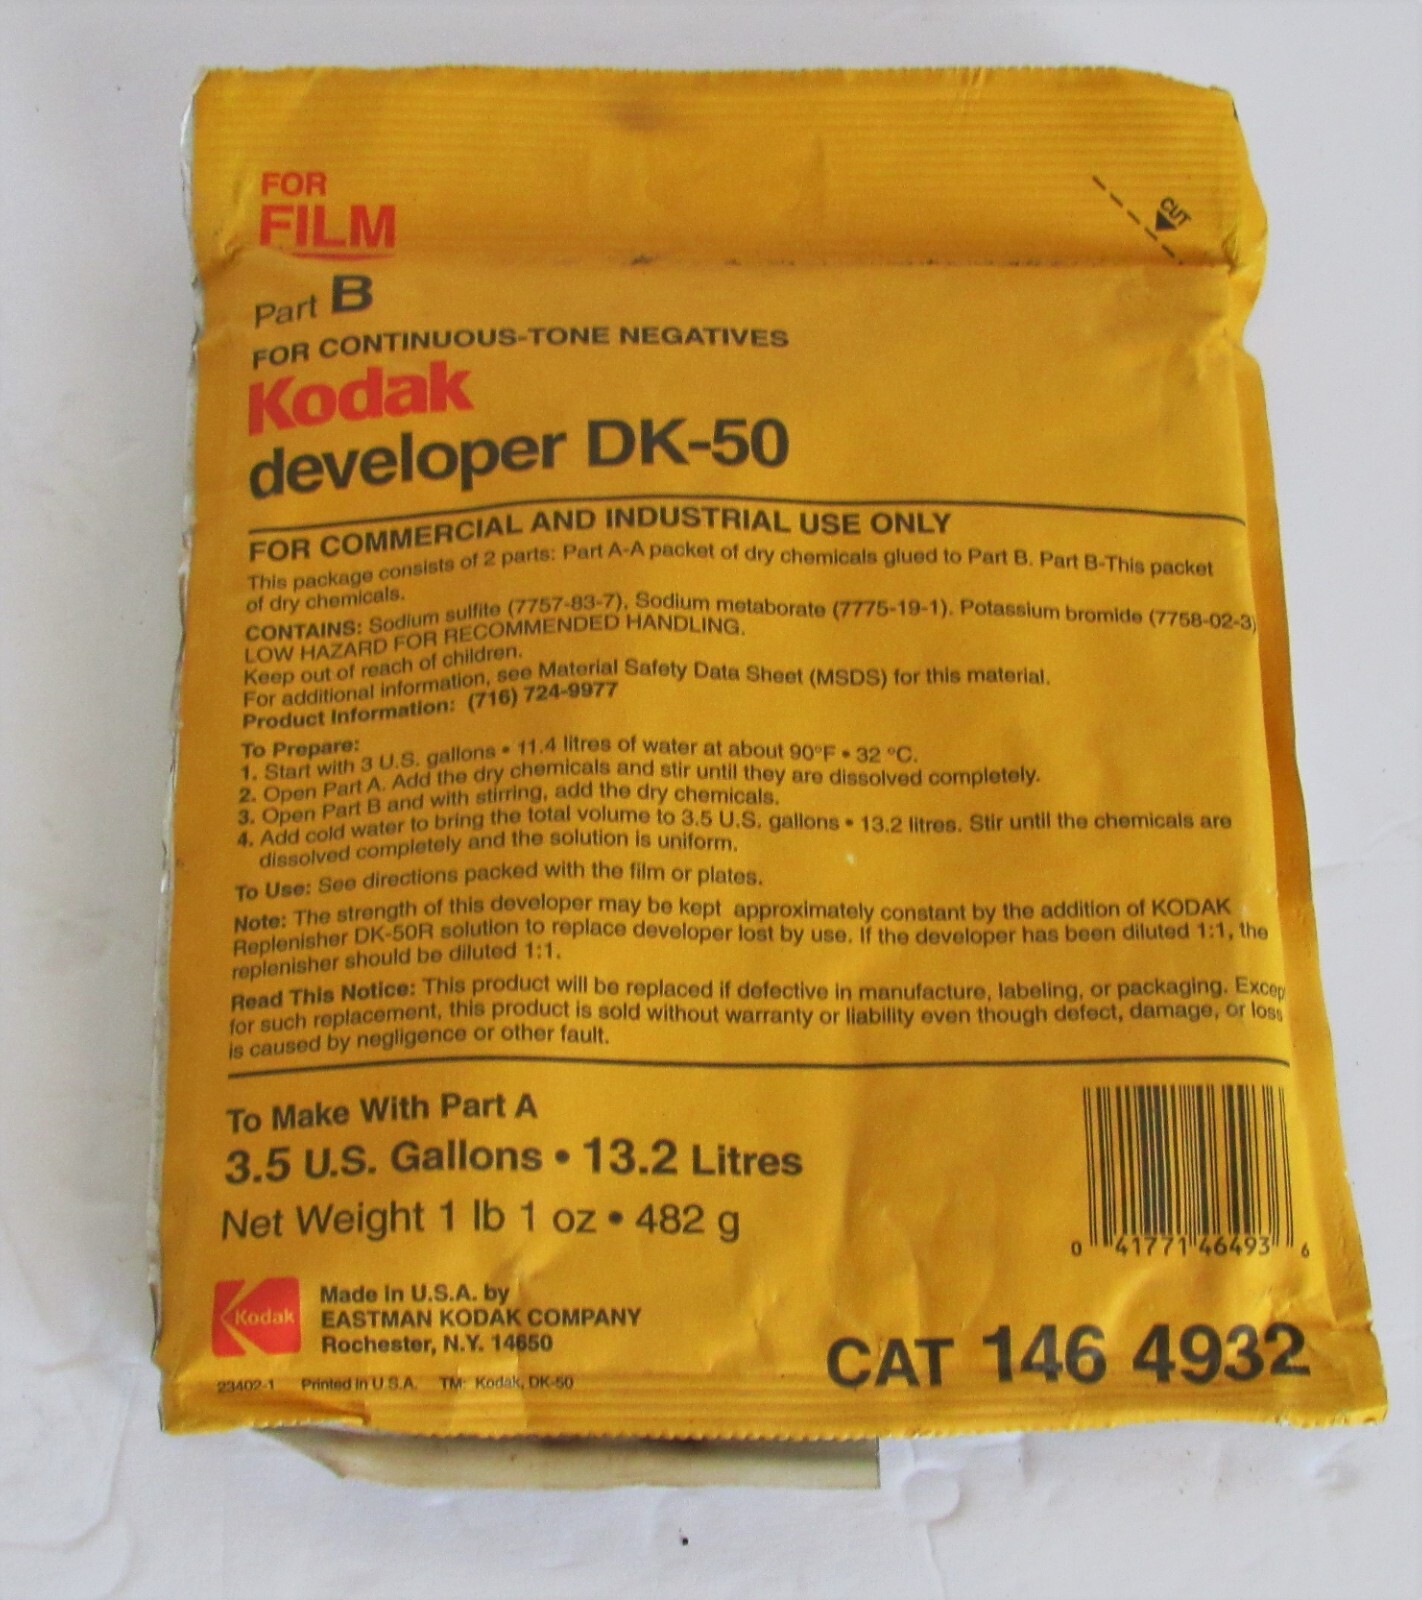 FOR
FILM
CUT
Part B
FOR CONTINUOUS-TONE NEGATIVES
Kodak
developer DK-50
FOR COMMERCIAL AND INDUSTRIAL USE ONLY
This package consists of 2 parts: Part A-A packet of dry chemicals glued to Part B. Part B-This packet
of dry chemicals.
CONTAINS: Sodium sulfite (7757-83-7), Sodium metaborate (7775-19-1). Potassium bromide (7758-02-3)
LOW HAZARD FOR RECOMMENDED HANDLING.
Keep out of reach of children.
For additional information, see Material Safety Data Sheet (MSDS) for this material.
Product Information: (716) 724-9977
To Prepare:
1. Start with 3 U.S. gallons • 11.4 litres of water at about 90°F • 32 °C.
2. Open Part A. Add the dry chemicals and stir until they are dissolved completely.
3. Open Part B and with stirring, add the dry chemicals.
4. Add cold water to bring the total volume to 3.5 U.S. gallons • 13.2 litres. Stir until the chemicals are
dissolved completely and the solution is uniform.
To Use: See directions packed with the film or plates.
Note: The strength of this developer may be kept approximately constant by the addition of KODAK
Replenisher DK-50R solution to replace developer lost by use. If the developer has been diluted 1:1, the
replenisher should be diluted 1:1.
Read This Notice: This product will be replaced if defective in manufacture, labeling, or packaging. Excep
for such replacement, this product is sold without warranty or liability even though defect, damage, or loss
is caused by negligence or other fault.
To Make With Part A
3.5 U.S. Gallons • 13.2 Litres
Net Weight 1 lb 1 oz • 482 g
0 41771 46493 6
Kodak
Made in U.S.A. by
EASTMAN KODAK COMPANY
Rochester, N.Y. 14650
CAT 146 4932
23402-1 Printed in U.S.A. TM: Kodak, DK-50